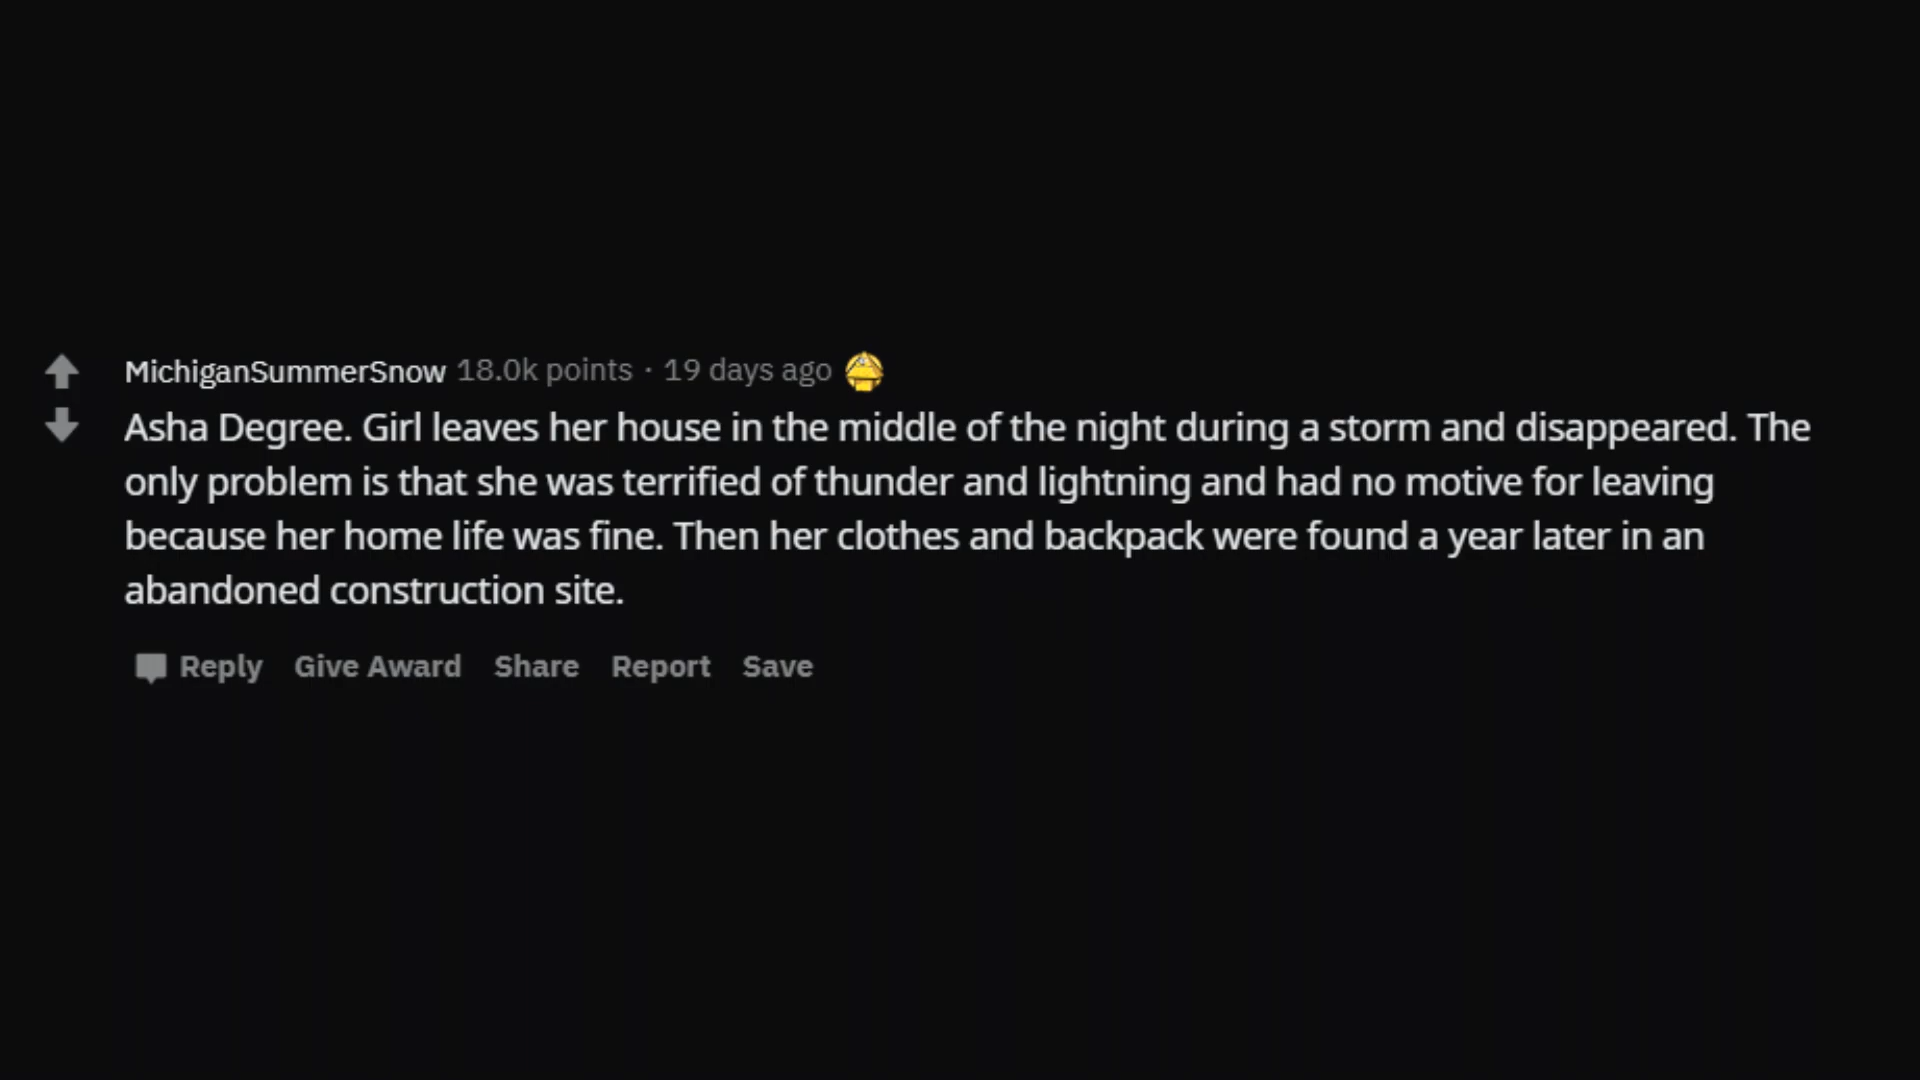 MichiganSummerSnow 18.0k points · 19 days ago
Asha Degree. Girl leaves her house in the middle of the night during a storm and disappeared. The
only problem is that she was terrified of thunder and lightning and had no motive for leaving
because her home life was fine. Then her clothes and backpack were found a year later in an
abandoned construction site.
Reply Give Award Share Report Save